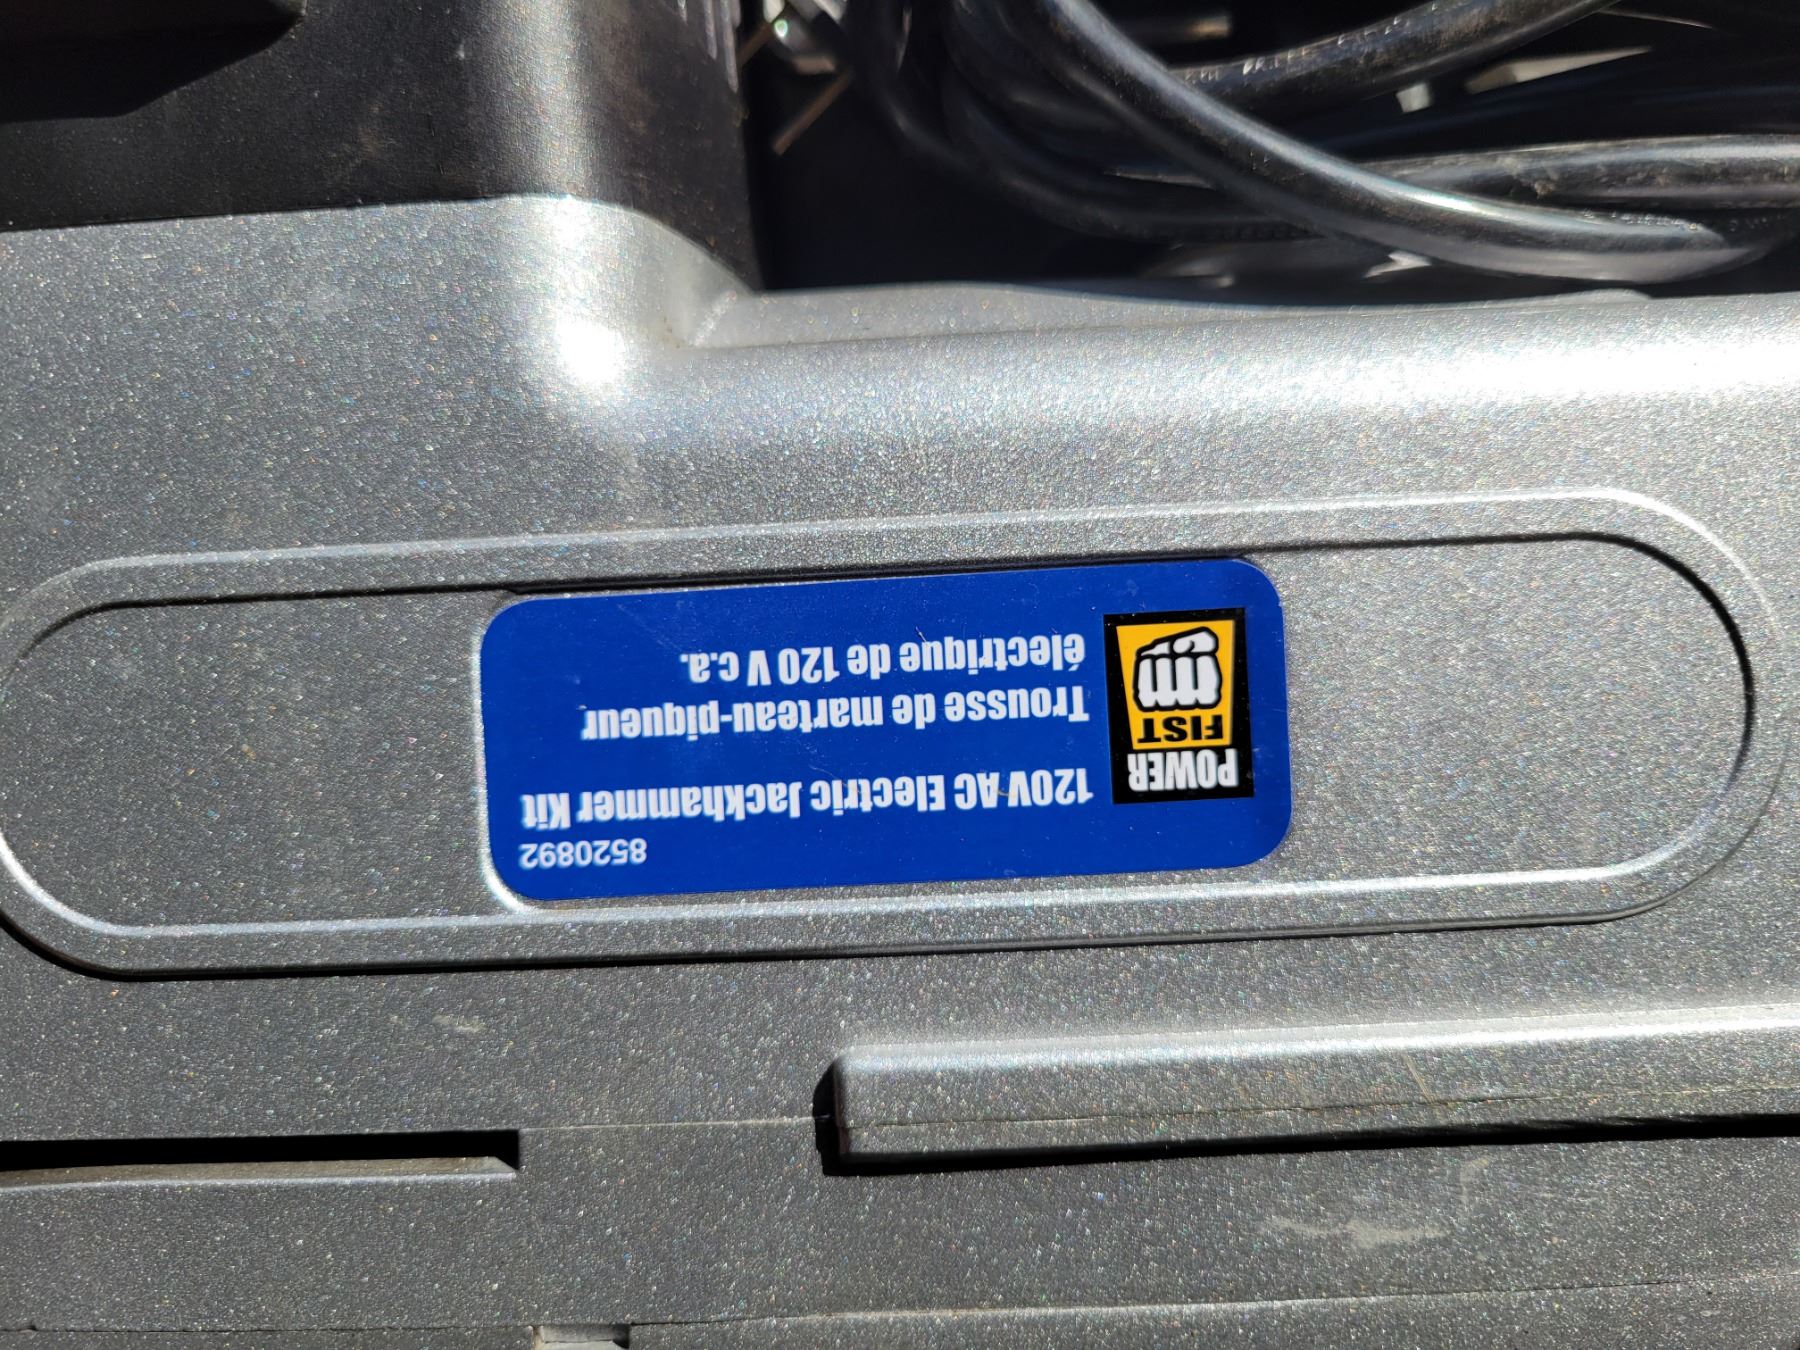 POWER
FIST
8520892
120V AC Electric Jackhammer Kit
Trousse de marteau-piqueur
électrique de 120 V c.a.